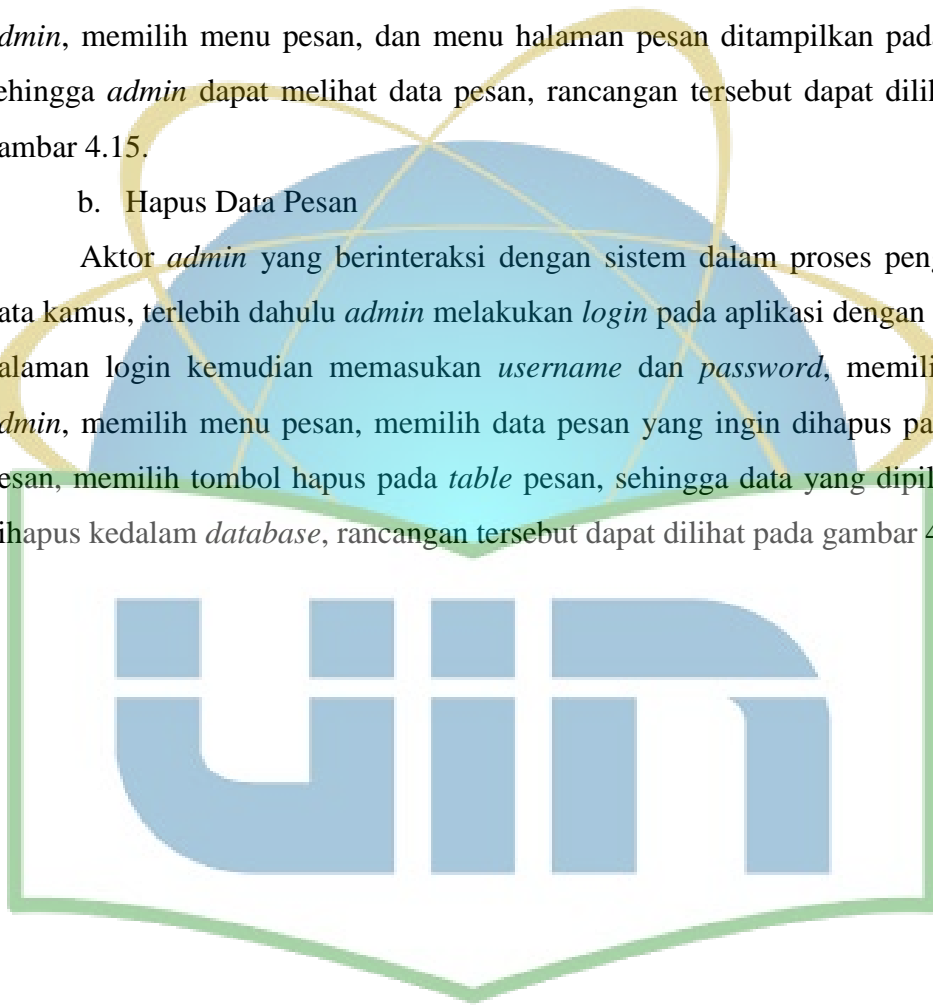 dmin, memilih menu pesan, dan menu halaman pesan ditampilkan pad
ehingga admin dapat melihat data pesan, rancangan tersebut dapat dilih
ambar 4.15.
b. Hapus Data Pesan
Aktor admin yang berinteraksi dengan sistem dalam proses peng
ata kamus, terlebih dahulu admin melakukan login pada aplikasi dengan
alaman login kemudian memasukan username dan password, memili
dmin, memilih menu pesan, memilih data pesan yang ingin dihapus pa
esan, memilih tombol hapus pada table pesan, sehingga data yang dipil
ihapus kedalam database, rancangan tersebut dapat dilihat pada gambar 4
uin